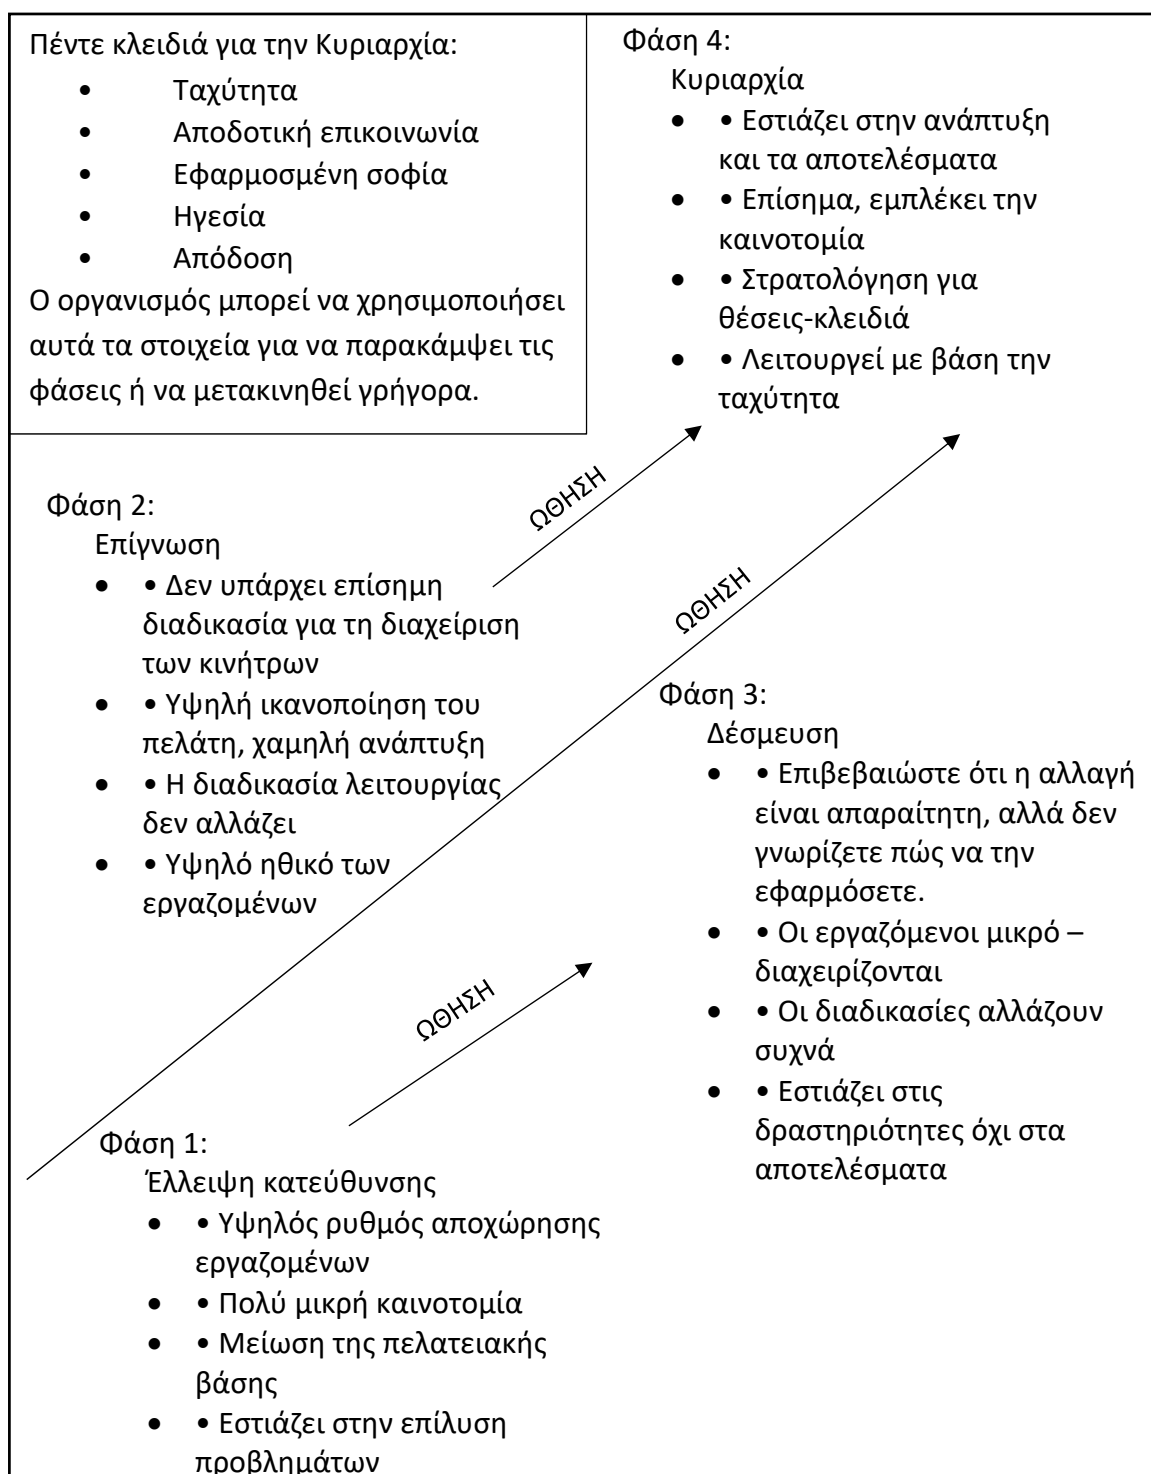 Πέντε κλειδιά για την Κυριαρχία:
• Ταχύτητα
• Αποδοτική επικοινωνία
• Εφαρμοσμένη σοφία
• Ηγεσία
• Απόδοση
Ο οργανισμός μπορεί να χρησιμοποιήσει
αυτά τα στοιχεία για να παρακάμψει τις
φάσεις ή να μετακινηθεί γρήγορα.
Φάση 4:
Κυριαρχία
• • Εστιάζει στην ανάπτυξη
και τα αποτελέσματα
• • Επίσημα, εμπλέκει την
καινοτομία
• • Στρατολόγηση για
θέσεις-κλειδιά
• • Λειτουργεί με βάση την
ταχύτητα
ΩΘΗΣΗ
Φάση 2:
Επίγνωση
• • Δεν υπάρχει επίσημη
διαδικασία για τη διαχείριση
των κινήτρων
• • Υψηλή ικανοποίηση του
πελάτη, χαμηλή ανάπτυξη
• • Η διαδικασία λειτουργίας
δεν αλλάζει
• • Υψηλό ηθικό των
εργαζομένων
ΩΘΗΣΗ
Φάση 3:
Δέσμευση
• • Επιβεβαιώστε ότι η αλλαγή
είναι απαραίτητη, αλλά δεν
γνωρίζετε πώς να την
εφαρμόσετε.
• • Οι εργαζόμενοι μικρό –
διαχειρίζονται
• • Οι διαδικασίες αλλάζουν
συχνά
• • Εστιάζει στις
δραστηριότητες όχι στα
αποτελέσματα
ΩΘΗΣΗ
Φάση 1:
Έλλειψη κατεύθυνσης
• • Υψηλός ρυθμός αποχώρησης
εργαζομένων
• • Πολύ μικρή καινοτομία
• • Μείωση της πελατειακής
βάσης
• • Εστιάζει στην επίλυση
προβλημάτων